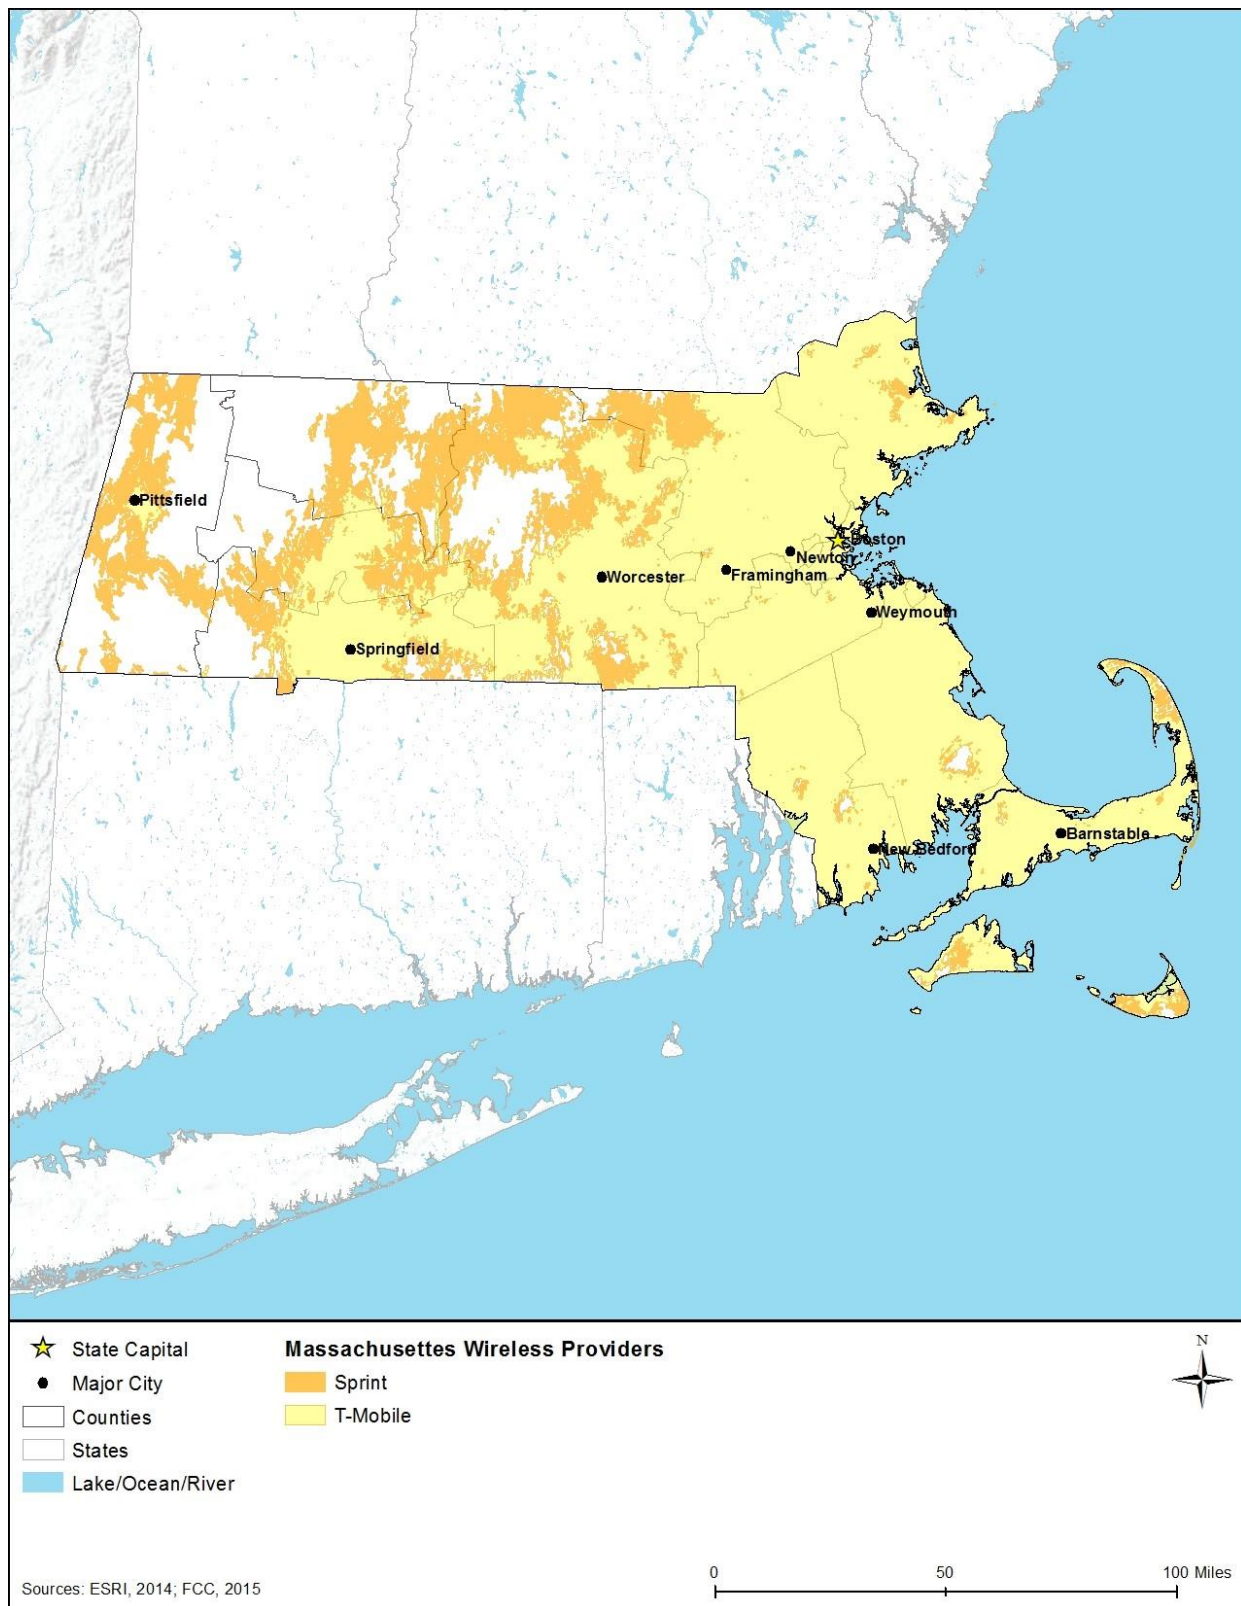 Pittsfield
Boston
Newton
Worcester
Framingham
Weymouth
Springfield
Barnstable
New Bedford
State Capital
Massachusettes Wireless Providers
N
Major City
Sprint
Counties
T-Mobile
States
Lake/Ocean/River
Sources: ESRI, 2014; FCC, 2015
0 50 100 Miles